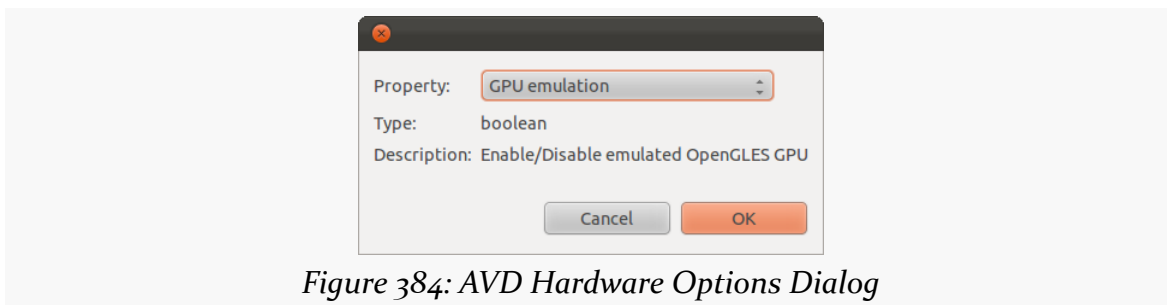 Property: GPU emulation
Type: boolean
Description: Enable/Disable emulated OpenGLES GPU
Cancel OK
Figure 384: AVD Hardware Options Dialog